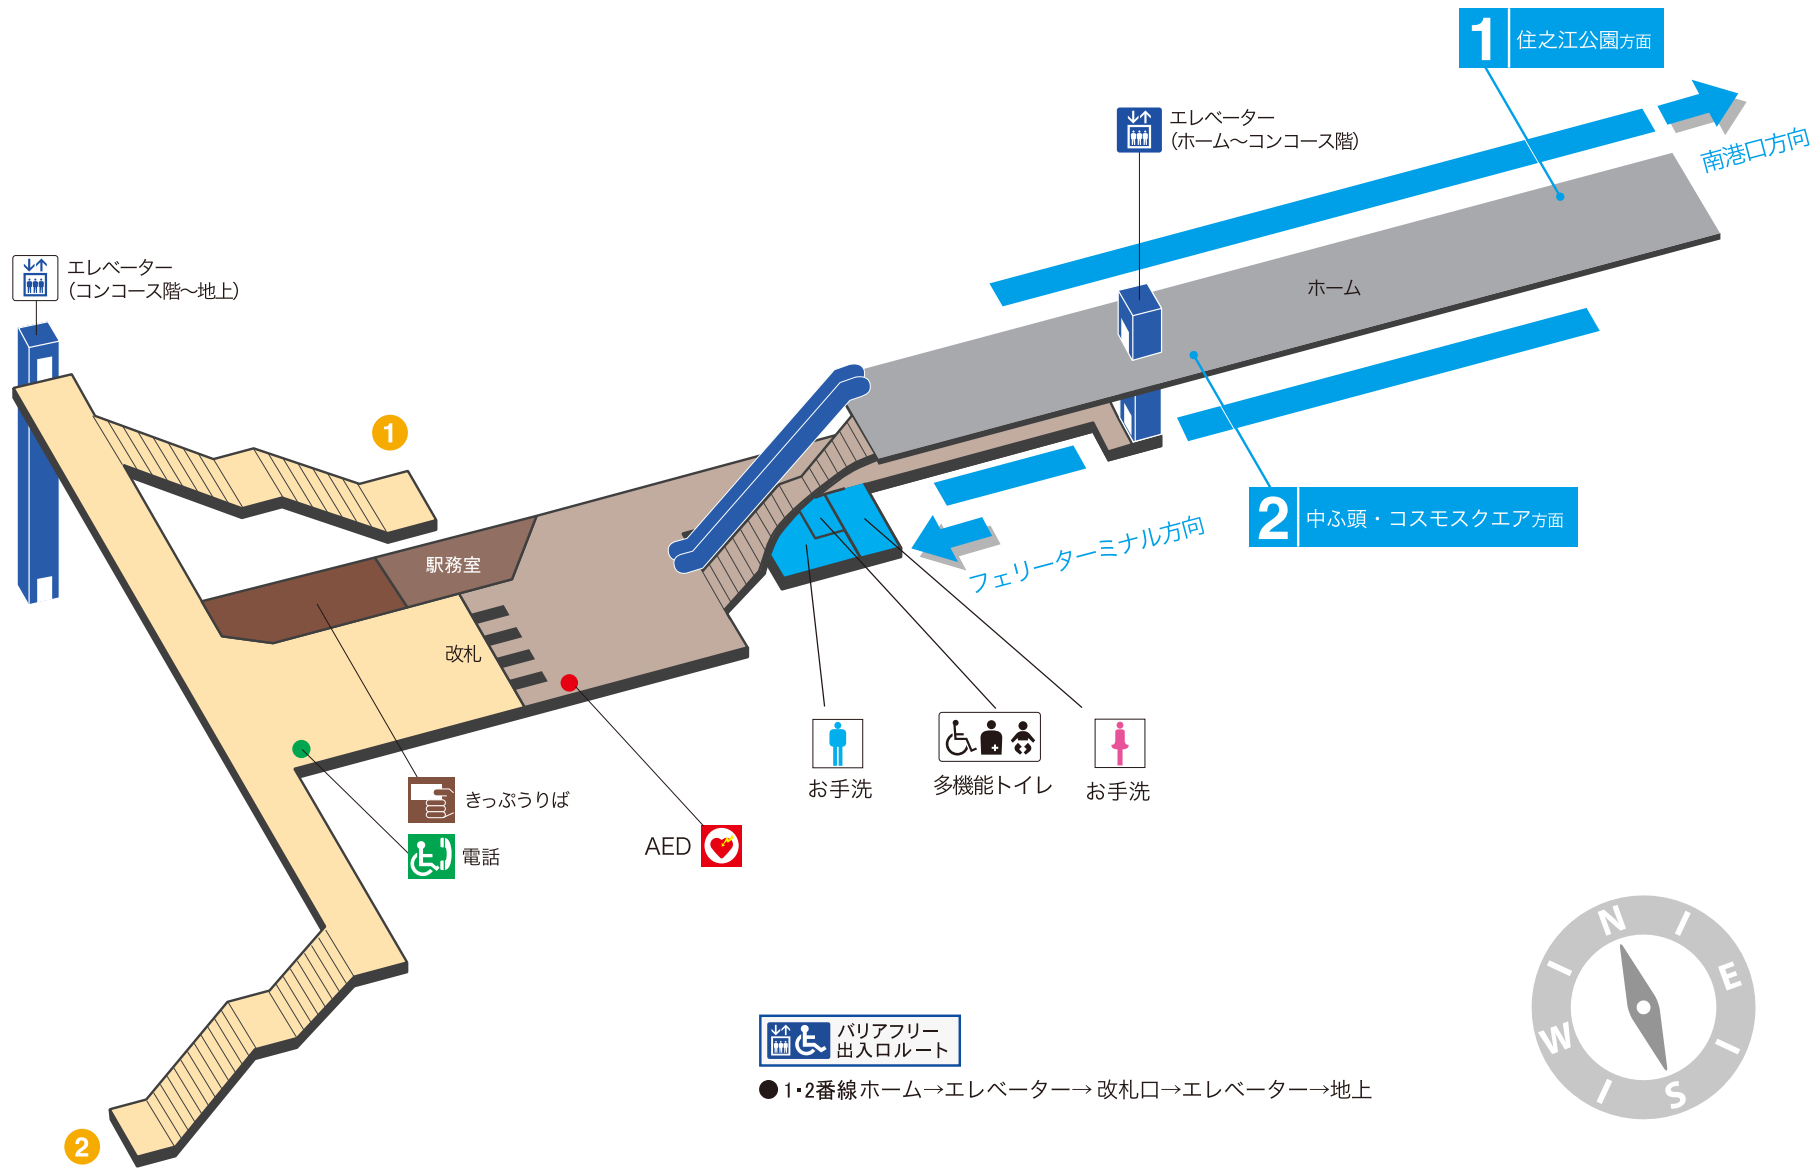 1 住之江公園方面
エレベーター
(ホーム〜コンコース階)
南港口方向
エレベーター
(コンコース階〜地上)
ホーム
1
2 中ふ頭・コスモスクエア方面
フェリーターミナル方向
駅務室
改札
お手洗
多機能トイレ
お手洗
きっぷうりば
電話
AED
N
E
W
S
バリアフリー
出入口ルート
●1・2番線 ホーム→エレベーター→改札口→エレベーター→地上
2